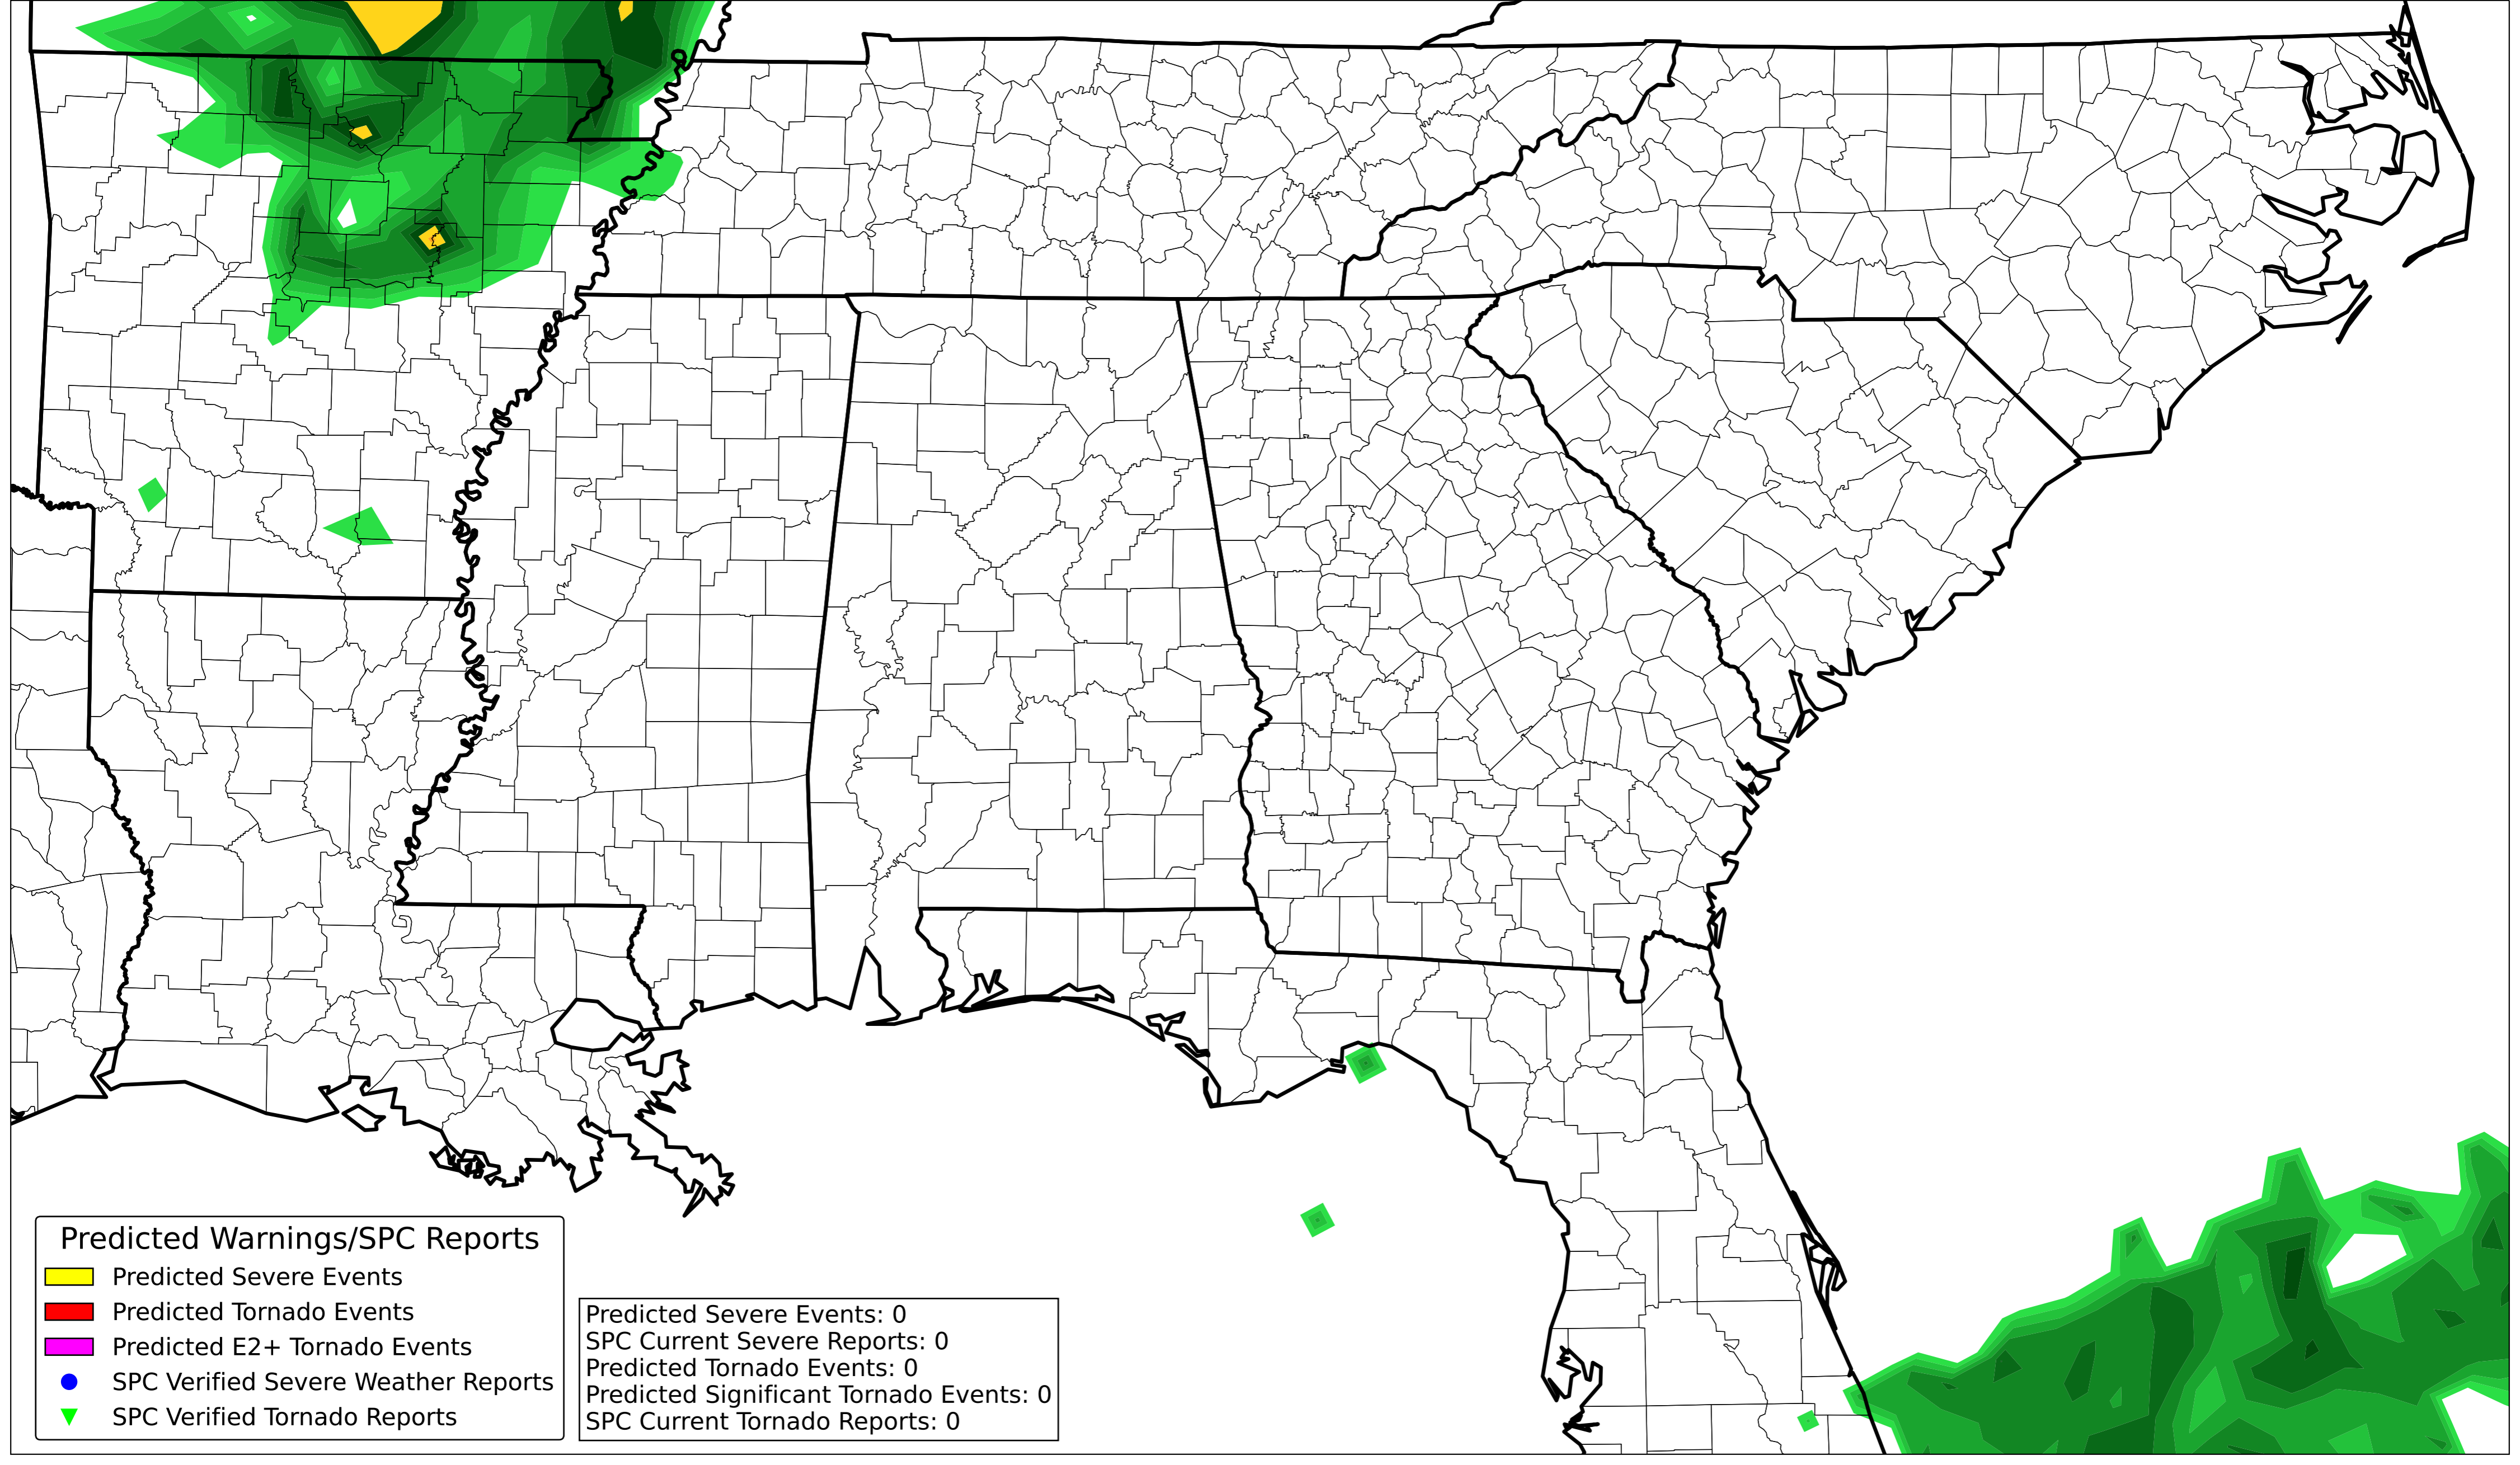 Predicted Warnings/SPC Reports
Predicted Severe Events
Predicted Tornado Events
Predicted E2+ Tornado Events
SPC Verified Severe Weather Reports
SPC Verified Tornado Reports
Predicted Severe Events: 0
SPC Current Severe Reports: 0
Predicted Tornado Events: 0
Predicted Significant Tornado Events: 0
SPC Current Tornado Reports: 0